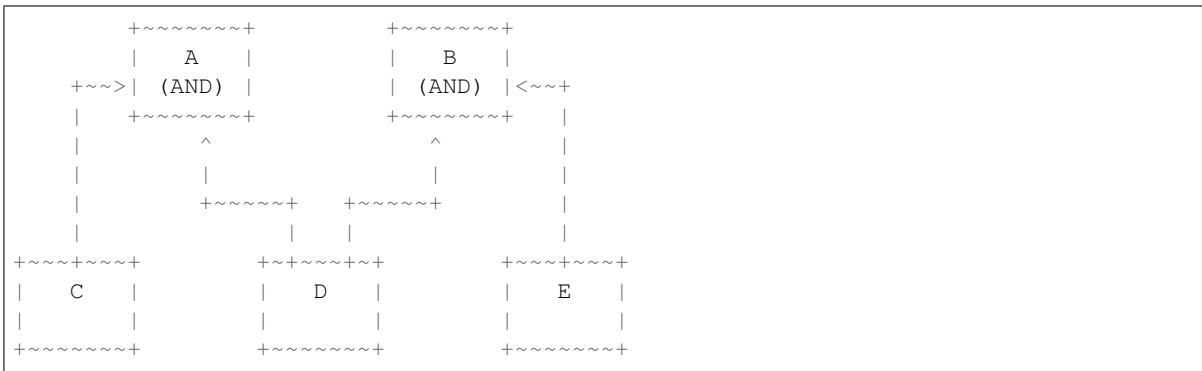 +~~~~~~~+         +~~~~~~~+
        |   A   |         |   B   |
    +~~>| (AND) |         | (AND) |<~~+
    |   +~~~~~~~+         +~~~~~~~+   |
    |        ^               ^        |
    |        |               |        |
    |        +~~~~~+   +~~~~~+        |
    |              |   |              |
+~~~+~~~+        +~+~~~+~+        +~~~+~~~+
|   C   |        |   D   |        |   E   |
|       |        |       |        |       |
+~~~~~~~+        +~~~~~~~+        +~~~~~~~+